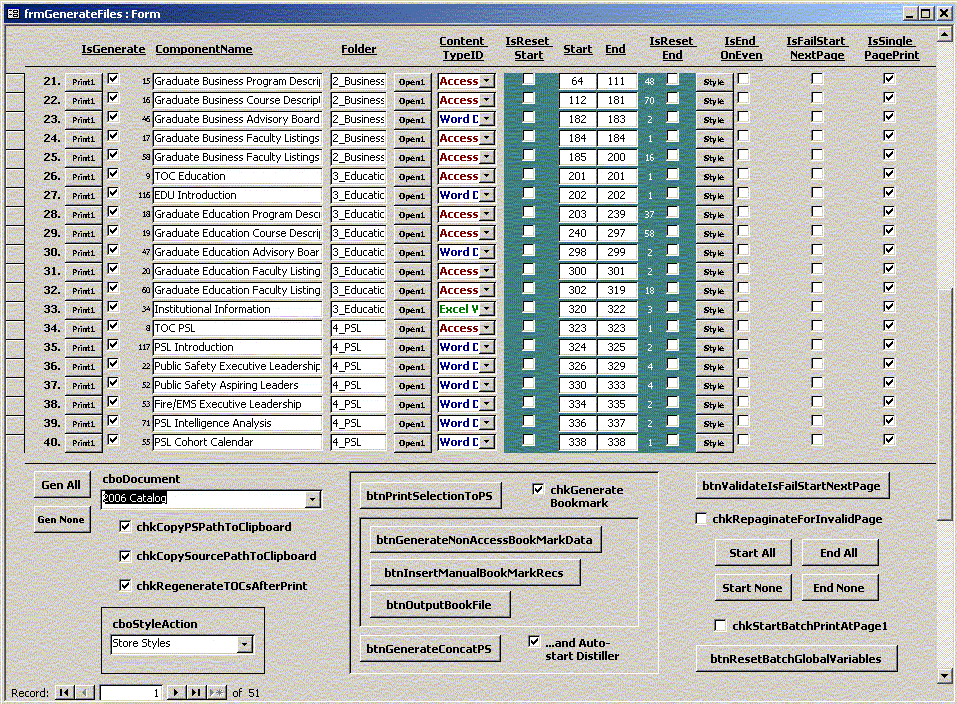 frmGenerateFiles : Form
IsGenerate ComponentName Folder Content TypeID IsReset Start Start End IsReset End IsEnd OnEven IsFailStart NextPage IsSingle PagePrint
21. Print1 15 Graduate Business Program Descrip 2_Business Open1 Access 64 111 48 Style
22. Print1 16 Graduate Business Course Descript 2_Business Open1 Access 112 181 70 Style
23. Print1 46 Graduate Business Advisory Board 2_Business Open1 Word D 182 183 2 Style
24. Print1 17 Graduate Business Faculty Listings 2_Business Open1 Access 184 184 1 Style
25. Print1 58 Graduate Business Faculty Listings 2_Business Open1 Access 185 200 16 Style
26. Print1 9 TOC Education 3_Educatic Open1 Access 201 201 1 Style
27. Print1 116 EDU Introduction 3_Educatic Open1 Word D 202 202 1 Style
28. Print1 18 Graduate Education Program Descr 3_Educatic Open1 Access 203 239 37 Style
29. Print1 19 Graduate Education Course Descrip 3_Educatic Open1 Access 240 297 58 Style
30. Print1 47 Graduate Education Advisory Boar 3_Educatic Open1 Word D 298 299 2 Style
31. Print1 20 Graduate Education Faculty Listing 3_Educatic Open1 Access 300 301 2 Style
32. Print1 60 Graduate Education Faculty Listing 3_Educatic Open1 Access 302 319 18 Style
33. Print1 34 Institutional Information 3_Educatic Open1 Excel W 320 322 3 Style
34. Print1 8 TOC PSL 4_PSL Open1 Access 323 323 1 Style
35. Print1 117 PSL Introduction 4_PSL Open1 Word D 324 325 2 Style
36. Print1 22 Public Safety Executive Leadership 4_PSL Open1 Word D 326 329 4 Style
37. Print1 52 Public Safety Aspiring Leaders 4_PSL Open1 Word D 330 333 4 Style
38. Print1 53 Fire/EMS Executive Leadership 4_PSL Open1 Word D 334 335 2 Style
39. Print1 71 PSL Intelligence Analysis 4_PSL Open1 Word D 336 337 2 Style
40. Print1 55 PSL Cohort Calendar 4_PSL Open1 Word D 338 338 1 Style
Gen All
Gen None
cboDocument
2006 Catalog
chkCopyPSPathToClipboard
chkCopySourcePathToClipboard
chkRegenerateTOCsAfterPrint
cboStyleAction
Store Styles
btnPrintSelectionToPS
chkGenerate
Bookmark
btnGenerateNonAccessBookMarkData
btnInsertManualBookMarkRecs
btnOutputBookFile
btnGenerateConcatPS
...and Auto-
start Distiller
btnValidateIsFailStartNextPage
chkRepaginateForInvalidPage
Start All End All
Start None End None
chkStartBatchPrintAtPage1
btnResetBatchGlobalVariables
Record: 1 of 51